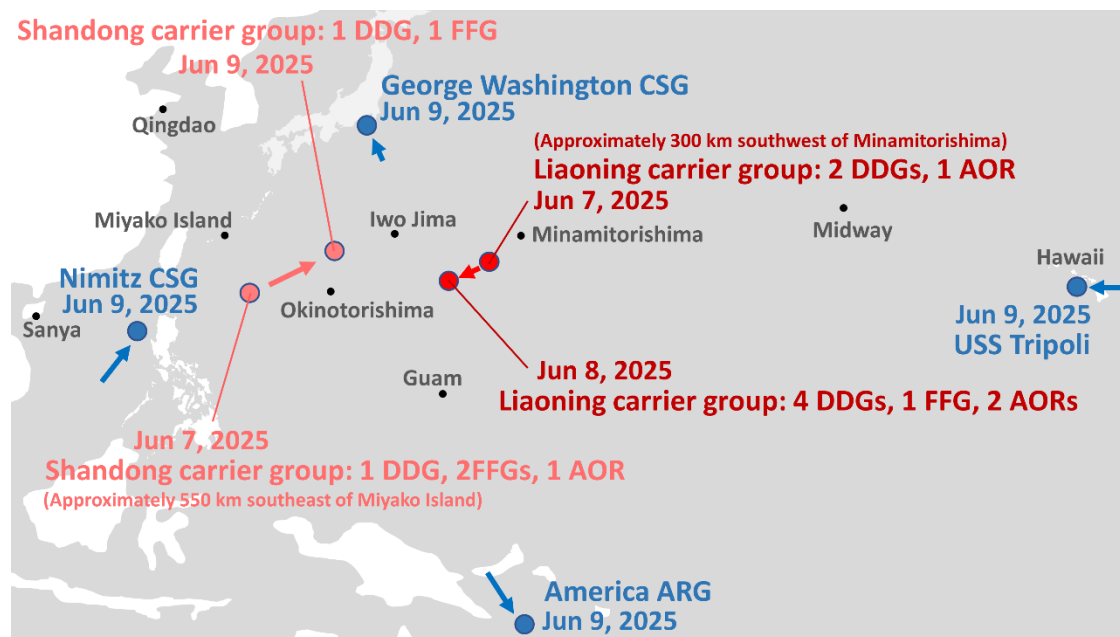 Shandong carrier group: 1 DDG, 1 FFG
Jun 9, 2025
George Washington CSG
Jun 9, 2025
Qingdao
(Approximately 300 km southwest of Minamitorishima)
Liaoning carrier group: 2 DDGs, 1 AOR
Jun 7, 2025
Miyako Island
Iwo Jima
Minamitorishima
Midway
Hawaii
Nimitz CSG
Jun 9, 2025
Sanya
Okinotorishima
Jun 9, 2025
USS Tripoli
Guam
Jun 8, 2025
Liaoning carrier group: 4 DDGs, 1 FFG, 2 AORs
Jun 7, 2025
Shandong carrier group: 1 DDG, 2FFGs, 1 AOR
(Approximately 550 km southeast of Miyako Island)
America ARG
Jun 9, 2025